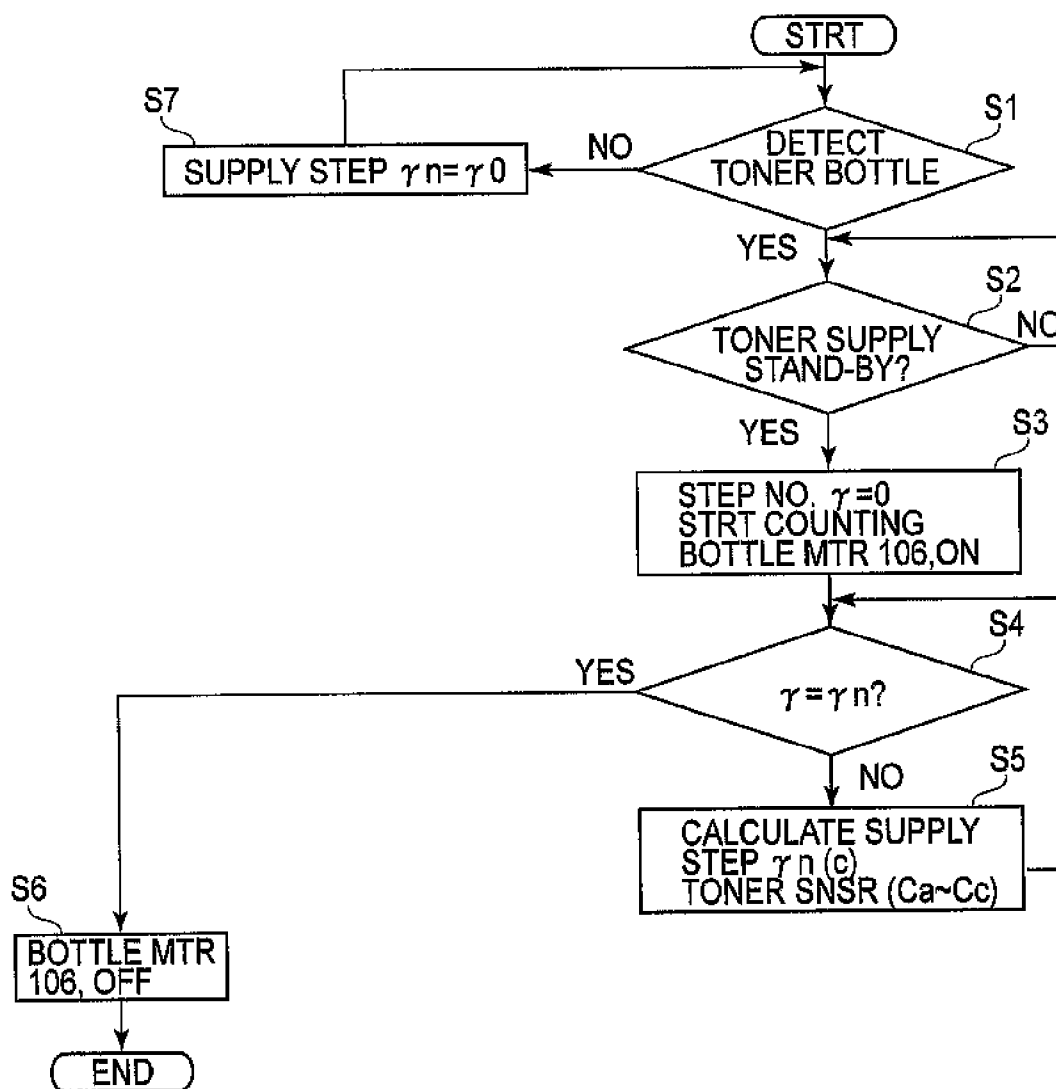 STRT
S7
S1
DETECT
TONER BOTTLE
NO
SUPPLY STEP γn=γ0
YES
S2
TONER SUPPLY
STAND-BY?
NO
YES
S3
STEP NO. γ=0
STRT COUNTING
BOTTLE MTR 106,ON
S4
YES
γ=γn?
NO
S5
CALCULATE SUPPLY
STEP γn (c)
TONER SNSR (Ca~Cc)
S6
BOTTLE MTR
106, OFF
END